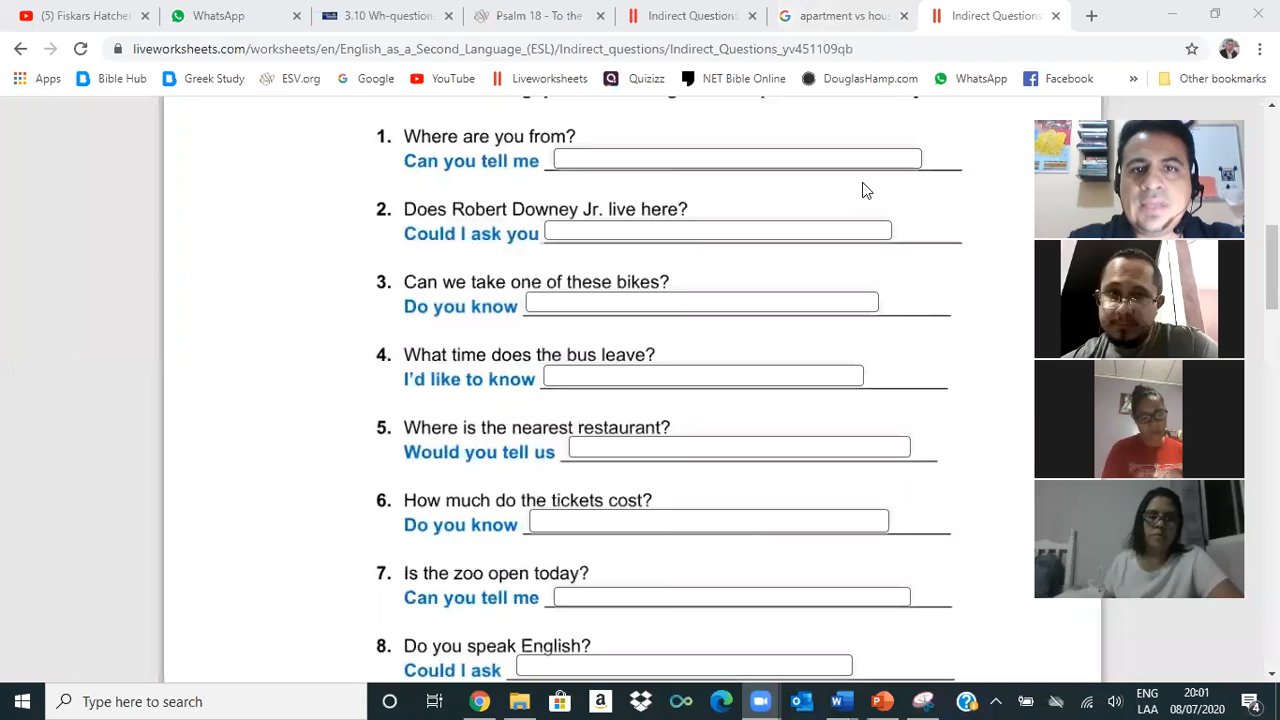 (5) Fiskars Hatchet
WhatsApp
3.10 Wh-questions
Psalm 18 - To the
Indirect Question
apartment vs hou
Indirect Questions
liveworksheets.com/worksheets/en/English_as_a_Second_Language_(ESL)/Indirect_questions/Indirect_Questions_yv451109qb
Apps
Bible Hub
Greek Study
ESV.org
Google
YouTube
Liveworksheets
Quizizz
NET Bible Online
DouglasHamp.com
WhatsApp
Facebook
»
Other bookmarks
1. Where are you from?
Can you tell me
2. Does Robert Downey Jr. live here?
Could I ask you
3. Can we take one of these bikes?
Do you know
4. What time does the bus leave?
I'd like to know
5. Where is the nearest restaurant?
Would you tell us
6. How much do the tickets cost?
Do you know
7. Is the zoo open today?
Can you tell me
8. Do you speak English?
Could I ask
Type here to search
ENG
LAA
20:01
08/07/2020
4